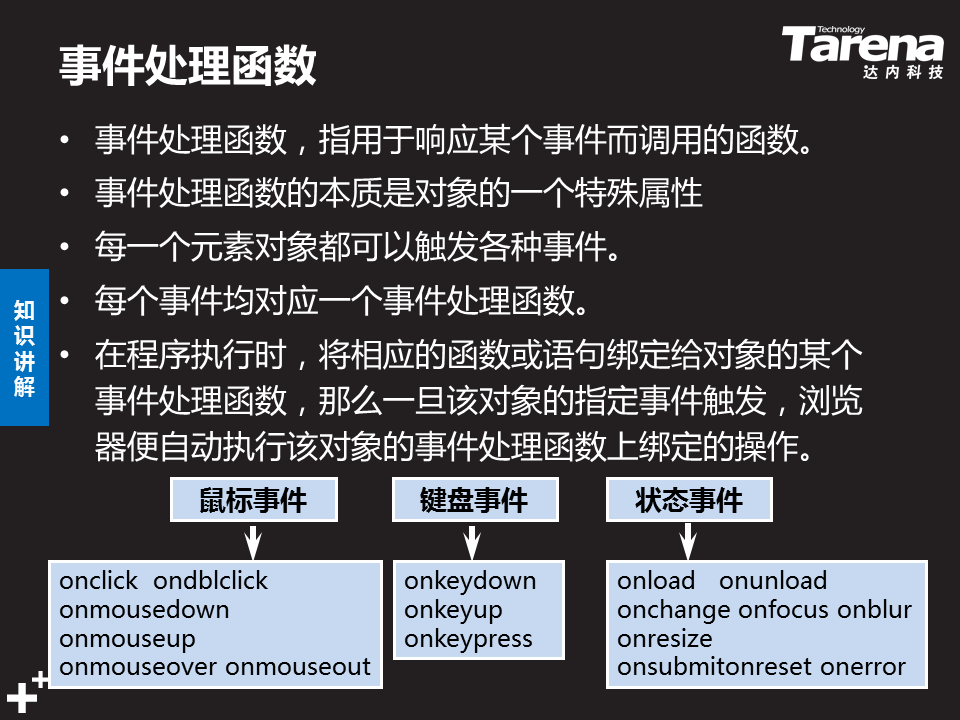 事件处理函数
Technology
Tarena
达内科技
• 事件处理函数，指用于响应某个事件而调用的函数。
• 事件处理函数的本质是对象的一个特殊属性
• 每一个元素对象都可以触发各种事件。
• 每个事件均对应一个事件处理函数。
• 在程序执行时，将相应的函数或语句绑定给对象的某个
事件处理函数，那么一旦该对象的指定事件触发，浏览
器便自动执行该对象的事件处理函数上绑定的操作。
知
识
讲
解
鼠标事件
onclick ondblclick
onmousedown
onmouseup
onmouseover onmouseout
键盘事件
onkeydown
onkeyup
onkeypress
状态事件
onload onunload
onchange onfocus onblur
onresize
onsubmitonreset onerror